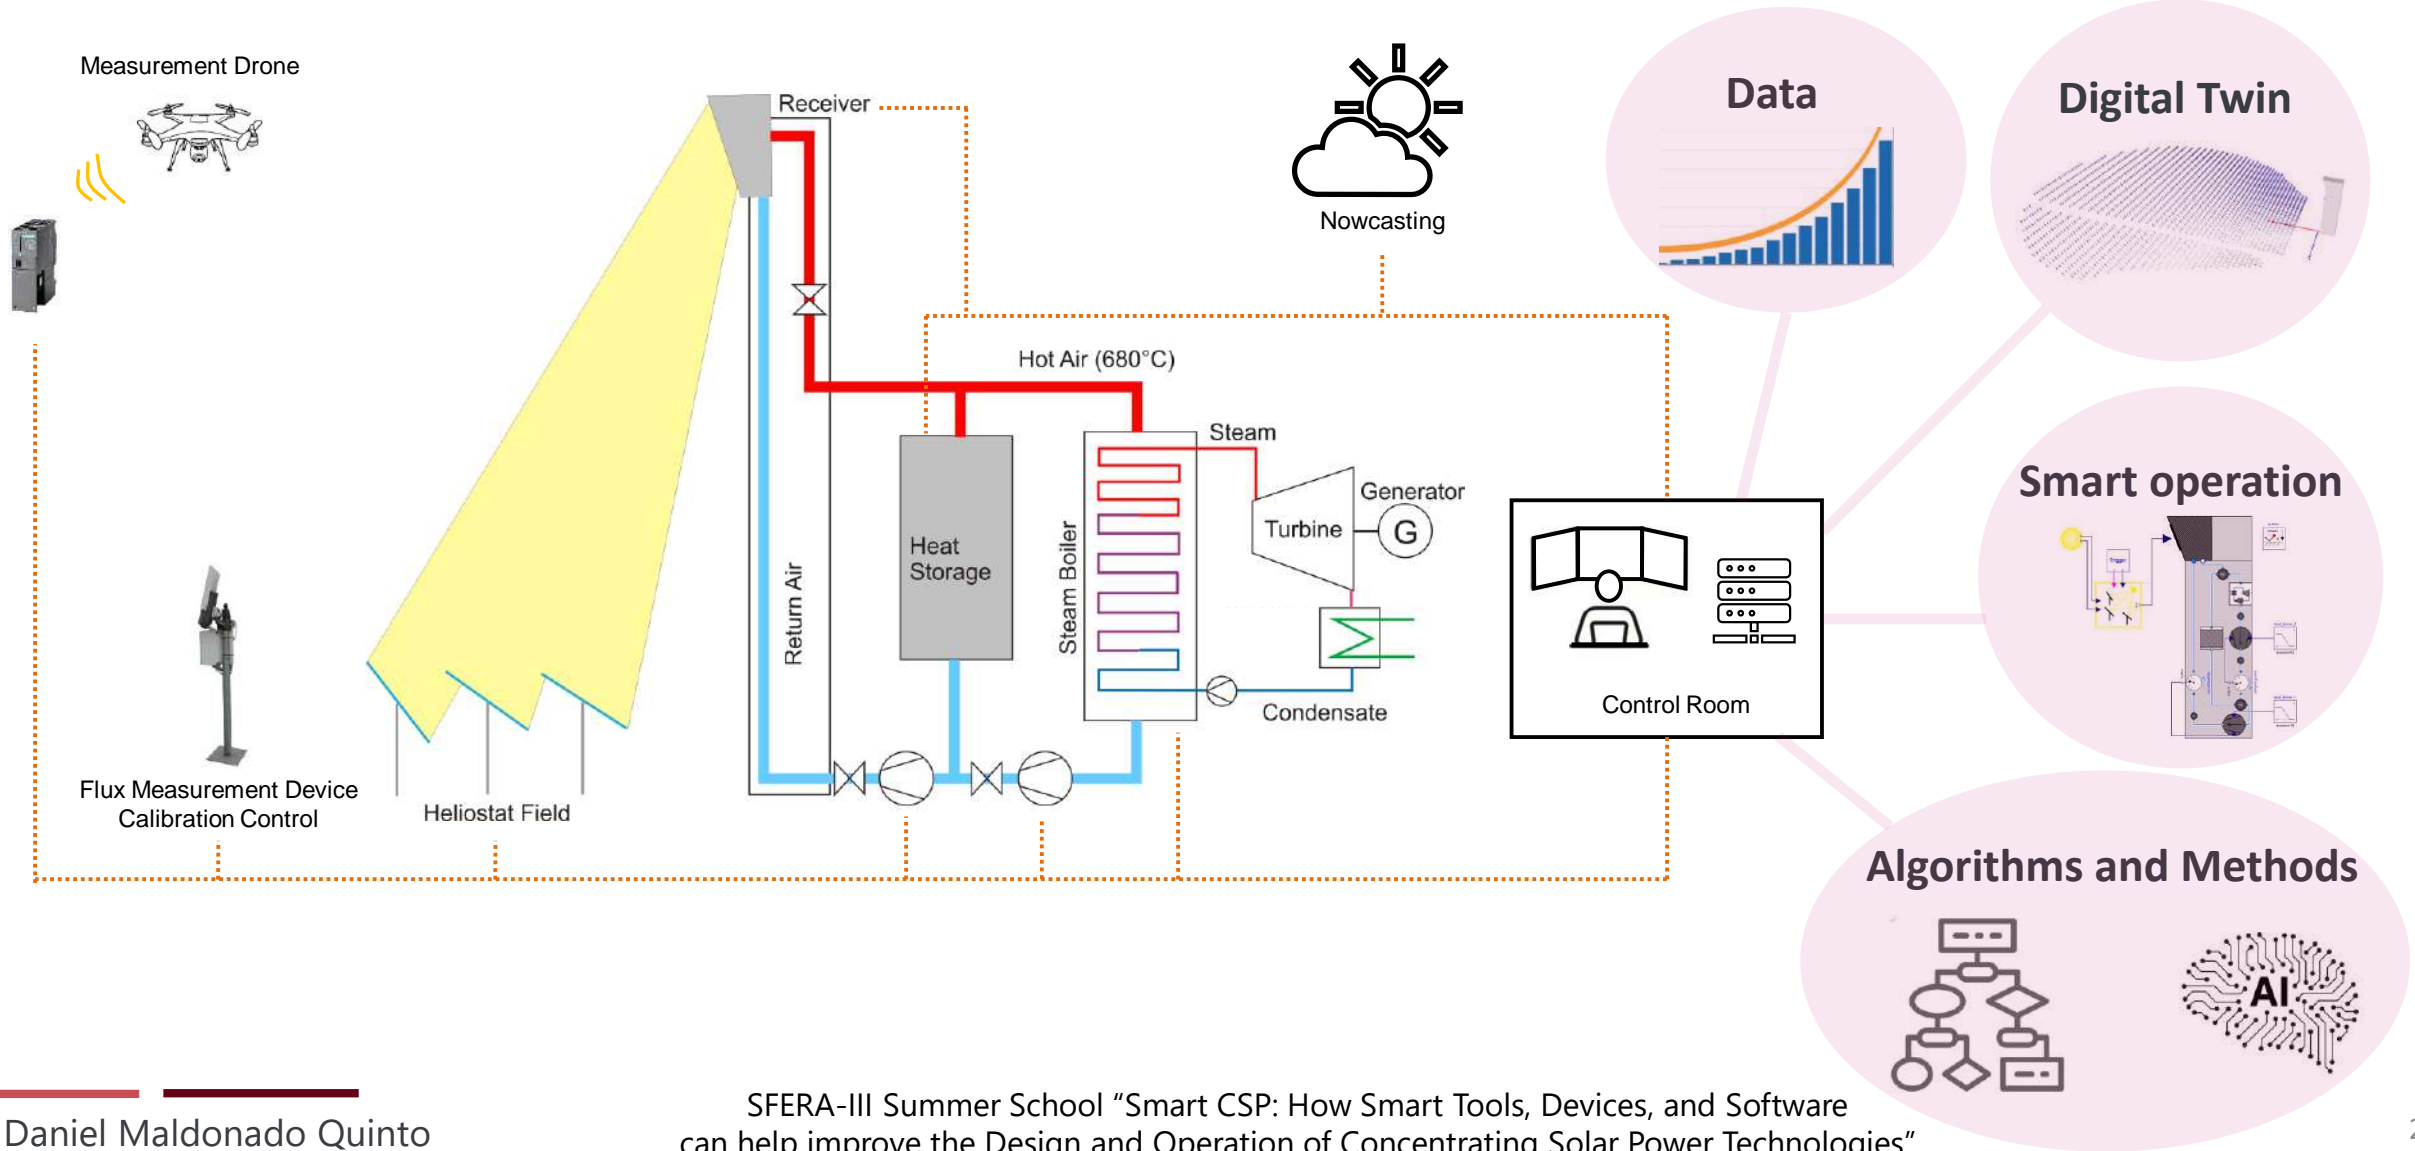 Measurement Drone
Receiver
Nowcasting
Data
Digital Twin
Hot Air (680°C)
Steam
Generator
G
Turbine
Heat
Storage
Steam Boiler
Return Air
Condensate
Control Room
Smart operation
Trigger
Flux Measurement Device
Calibration Control
Heliostat Field
Algorithms and Methods
AI
Daniel Maldonado Quinto
SFERA-III Summer School “Smart CSP: How Smart Tools, Devices, and Software
can help improve the Design and Operation of Concentrating Solar Power Technologies”